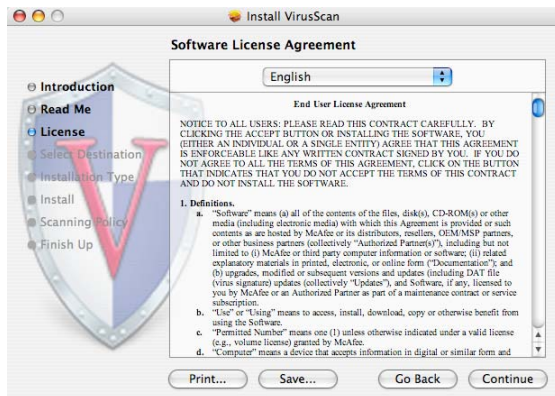 Install VirusScan
Software License Agreement
Introduction
Read Me
License
Select Destination
Installation Type
Install
Scanning Policy
Finish Up
English
End User License Agreement
NOTICE TO ALL USERS: PLEASE READ THIS CONTRACT CAREFULLY. BY
CLICKING THE ACCEPT BUTTON OR INSTALLING THE SOFTWARE, YOU
(EITHER AN INDIVIDUAL OR A SINGLE ENTITY) AGREE THAT THIS AGREEMENT
IS ENFORCEABLE LIKE ANY WRITTEN CONTRACT SIGNED BY YOU. IF YOU DO
NOT AGREE TO ALL THE TERMS OF THIS AGREEMENT, CLICK ON THE BUTTON
THAT INDICATES THAT YOU DO NOT ACCEPT THE TERMS OF THIS CONTRACT
AND DO NOT INSTALL THE SOFTWARE.
1. Definitions.
a. "Software" means (a) all of the contents of the files, disk(s), CD-ROM(s) or other
media (including electronic media) with which this Agreement is provided or such
contents as are hosted by McAfee or its distributors, resellers, OEM/MSP partners,
or other business partners (collectively "Authorized Partner(s)"), including but not
limited to (i) McAfee or third party computer information or software; (ii) related
explanatory materials in printed, electronic, or online form ("Documentation"); and
(b) upgrades, modified or subsequent versions and updates (including DAT file
(virus signature) updates (collectively "Updates"), and Software, if any, licensed to
you by McAfee or an Authorized Partner as part of a maintenance contract or service
subscription.
b. "Use" or "Using" means to access, install, download, copy or otherwise benefit from
using the Software.
c. "Permitted Number" means one (1) unless otherwise indicated under a valid license
(e.g., volume license) granted by McAfee.
d. "Computer" means a device that accepts information in digital or similar form and
Print...
Save...
Go Back
Continue